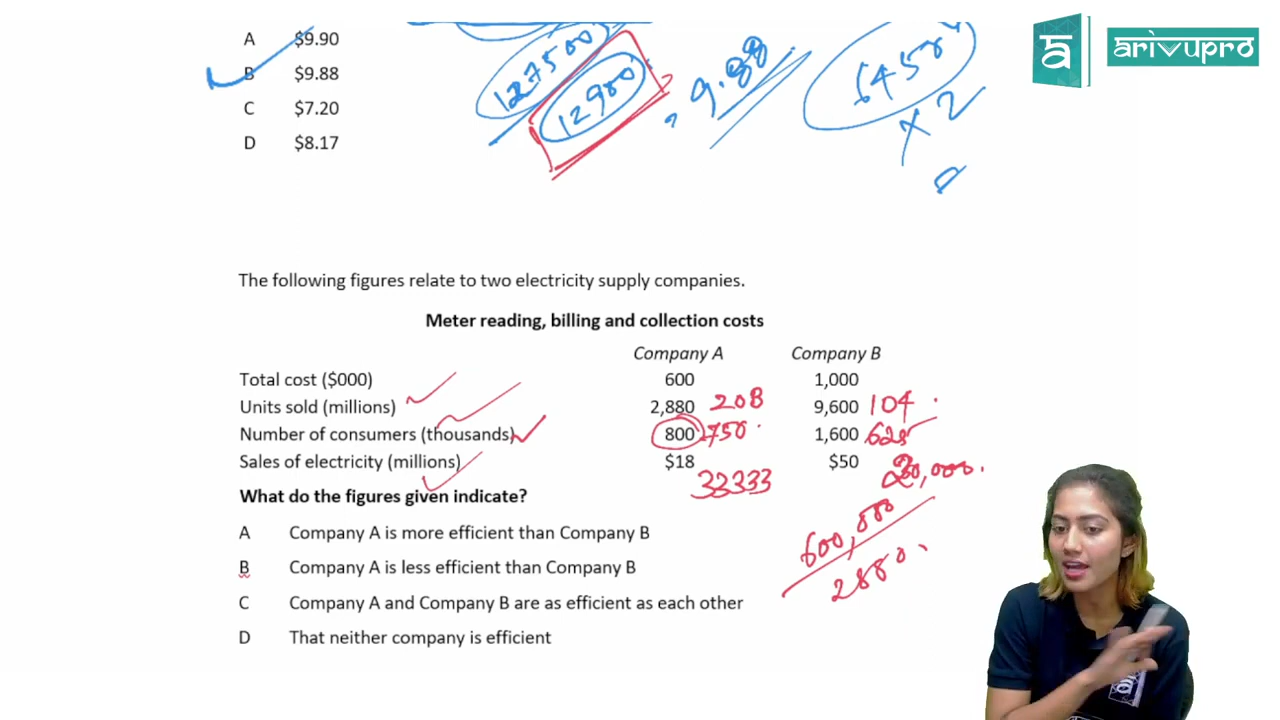 A $9.90
B $9.88
C $7.20
D $8.17
127500
12900
9.88
6450
x 2
arivupro
The following figures relate to two electricity supply companies.
Meter reading, billing and collection costs
Company A Company B
Total cost ($000) 600 1,000
Units sold (millions) 2,880 208 9,600 104
Number of consumers (thousands) 800 750 1,600 625
Sales of electricity (millions) $18 33333 $50 20,000
What do the figures given indicate?
600,000
2880
A Company A is more efficient than Company B
B Company A is less efficient than Company B
C Company A and Company B are as efficient as each other
D That neither company is efficient